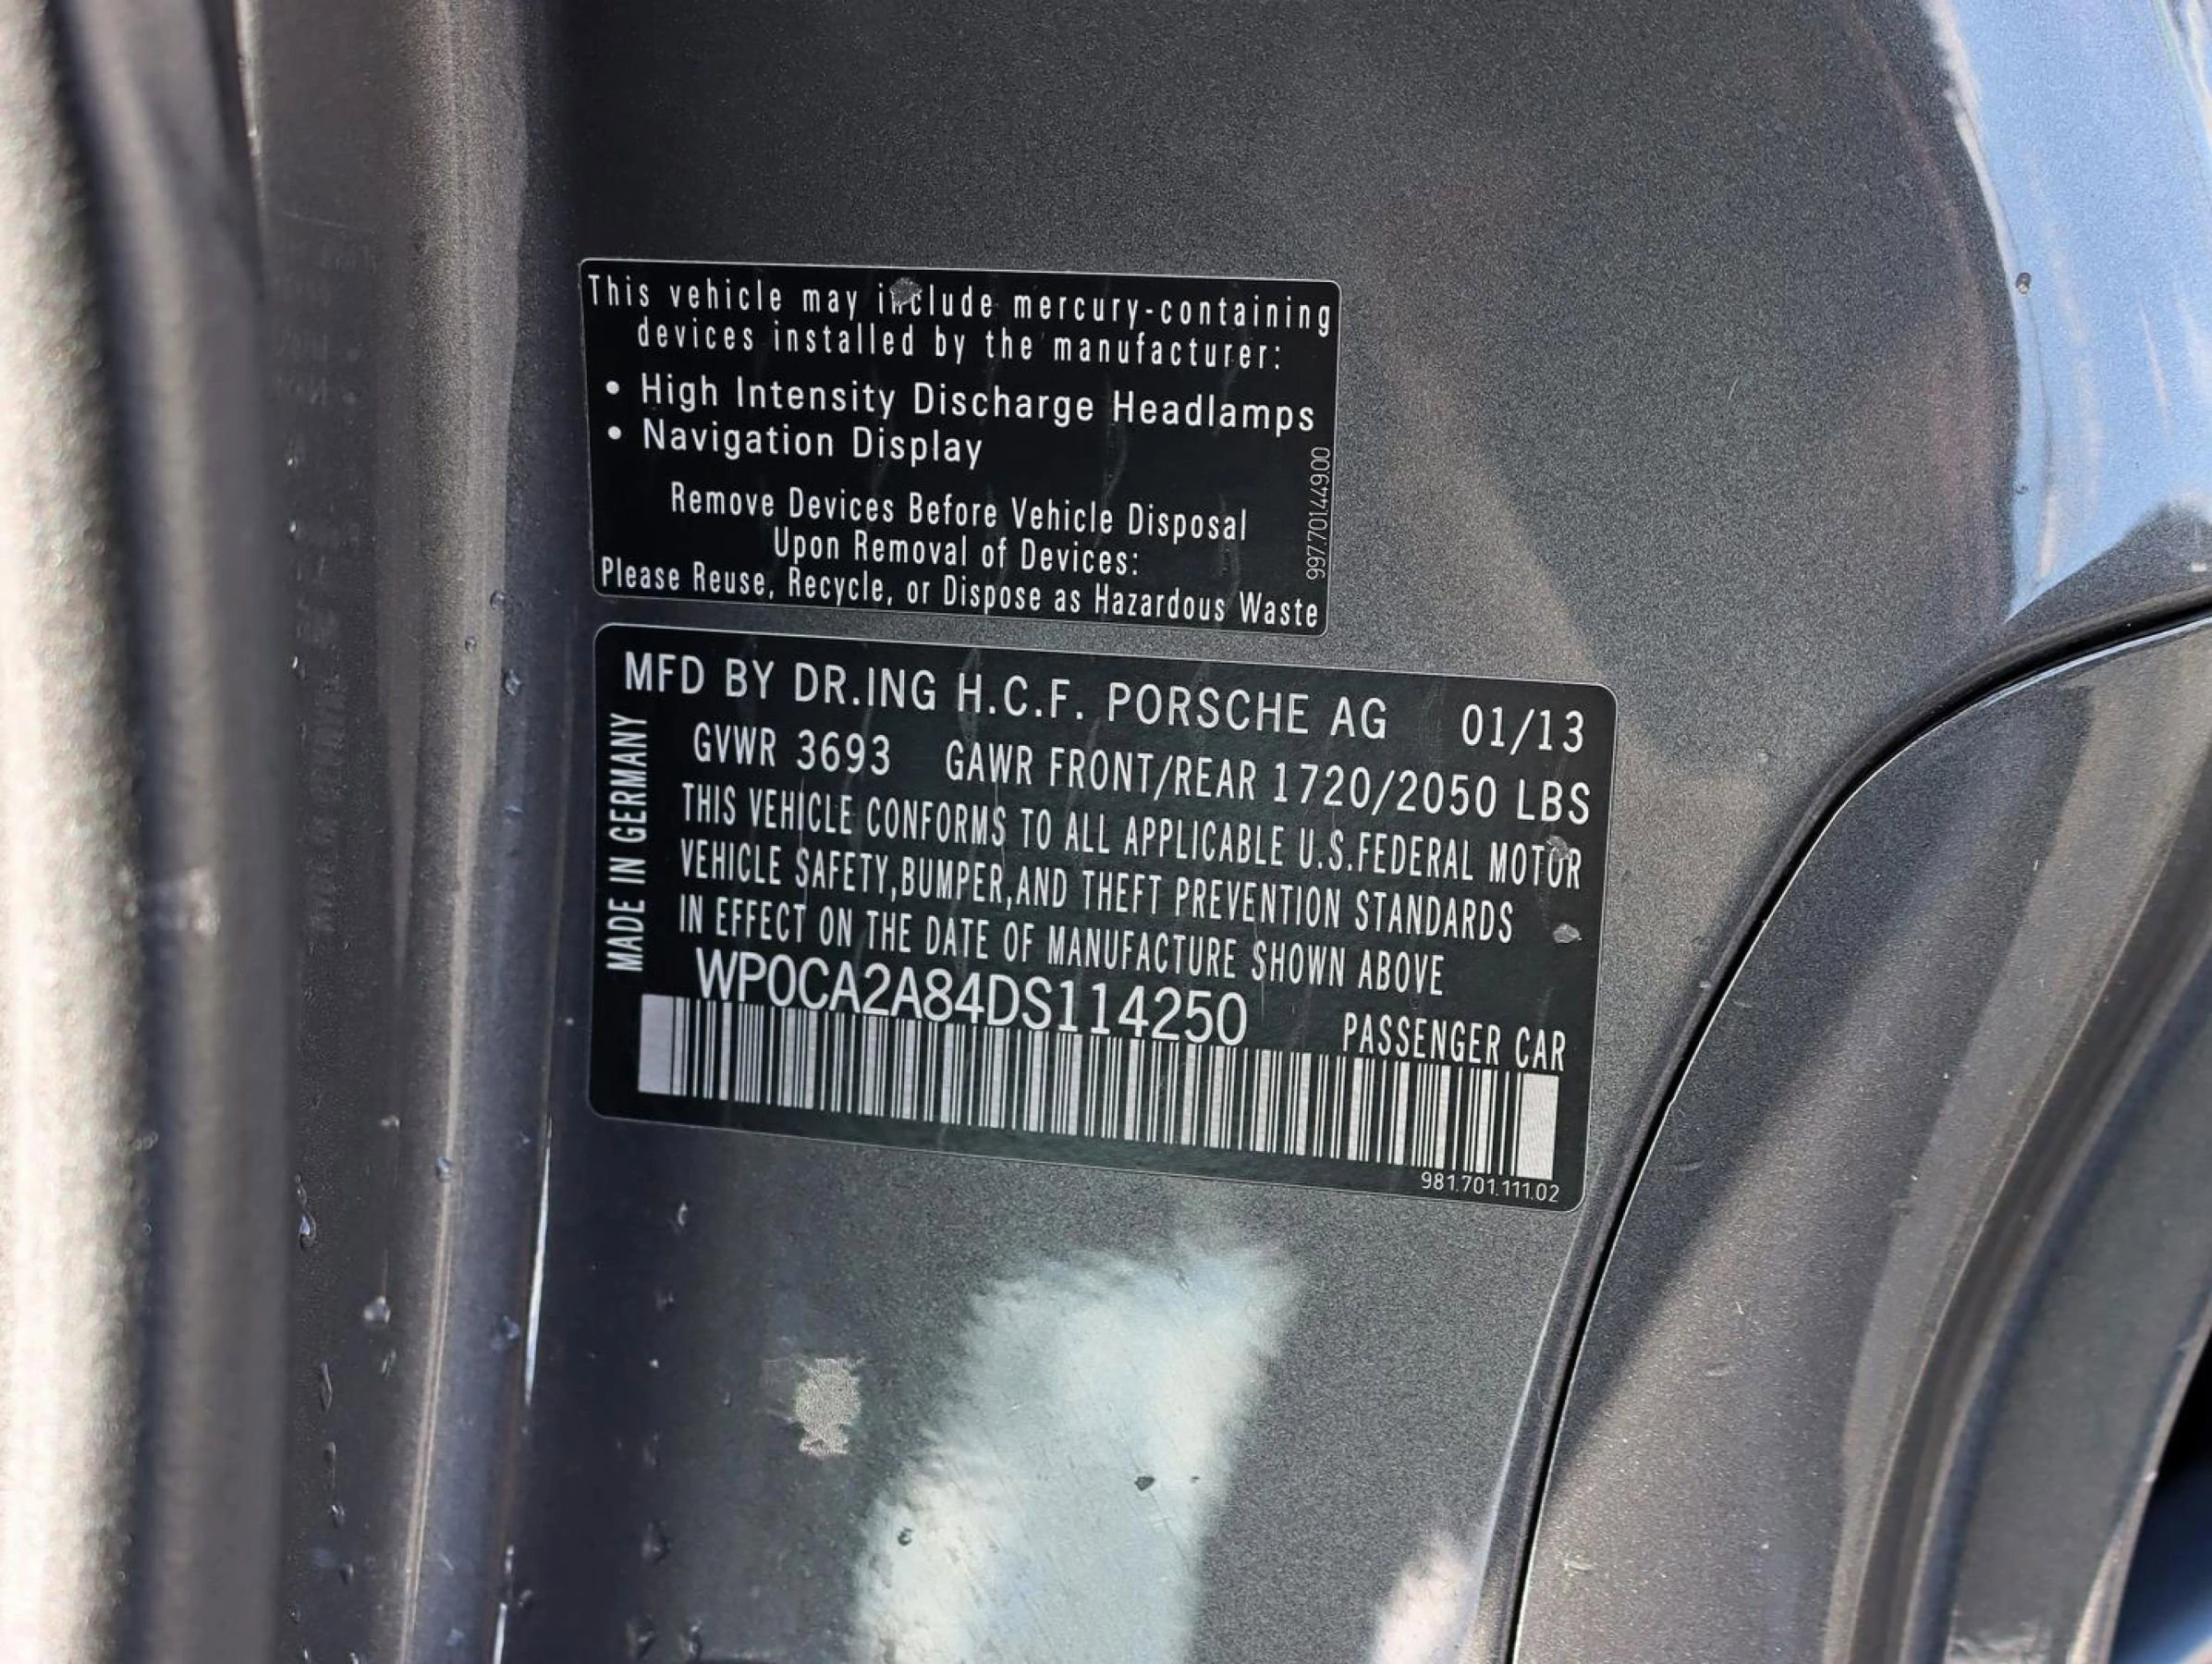 This vehicle may include mercury-containing
devices installed by the manufacturer:
• High Intensity Discharge Headlamps
• Navigation Display
Remove Devices Before Vehicle Disposal
Upon Removal of Devices:
Please Reuse, Recycle, or Dispose as Hazardous Waste
997.701.449.00
MFD BY DR.ING H.C.F. PORSCHE AG 01/13
GVWR 3693 GAWR FRONT/REAR 1720/2050 LBS
THIS VEHICLE CONFORMS TO ALL APPLICABLE U.S.FEDERAL MOTOR
VEHICLE SAFETY,BUMPER,AND THEFT PREVENTION STANDARDS
IN EFFECT ON THE DATE OF MANUFACTURE SHOWN ABOVE
MADE IN GERMANY
WP0CA2A84DS114250
PASSENGER CAR
981.701.111.02